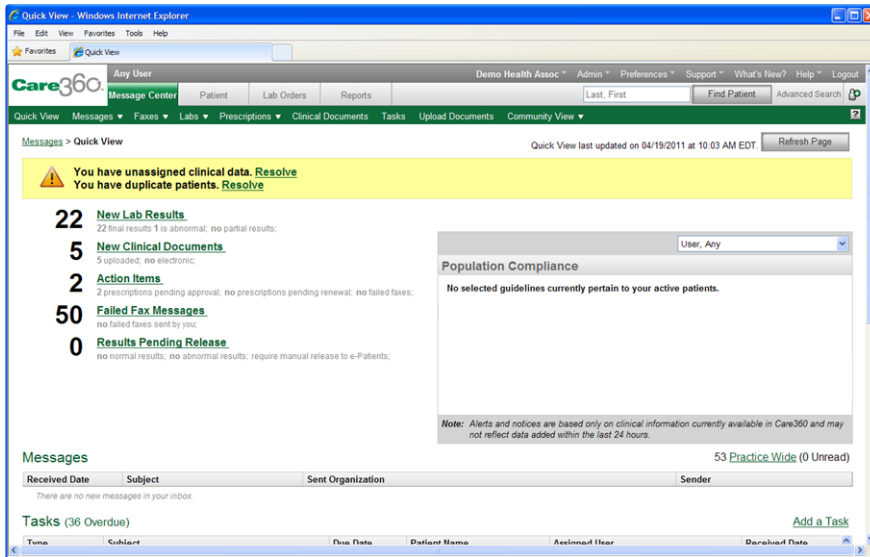 Quick View - Windows Internet Explorer
File Edit View Favorites Tools Help
Favorites Quick View
Care360 Any User Demo Health Assoc Admin Preferences Support What's New? Help Logout
Message Center Patient Lab Orders Reports Last, First Find Patient Advanced Search
Quick View Messages Faxes Labs Prescriptions Clinical Documents Tasks Upload Documents Community View ?
Messages > Quick View Quick View last updated on 04/19/2011 at 10:03 AM EDT. Refresh Page
You have unassigned clinical data. Resolve
You have duplicate patients. Resolve
22 New Lab Results
22 final results 1 is abnormal; no partial results;
5 New Clinical Documents
5 uploaded; no electronic;
2 Action Items
2 prescriptions pending approval; no prescriptions pending renewal; no failed faxes;
50 Failed Fax Messages
no failed faxes sent by you;
0 Results Pending Release
no normal results; no abnormal results; require manual release to e-Patients;
User, Any
Population Compliance
No selected guidelines currently pertain to your active patients.
Note: Alerts and notices are based only on clinical information currently available in Care360 and may
not reflect data added within the last 24 hours.
Messages 53 Practice Wide (0 Unread)
Received Date Subject Sent Organization Sender
There are no new messages in your inbox.
Tasks (36 Overdue) Add a Task
Type Subject Due Date Patient Name Assigned User Received Date